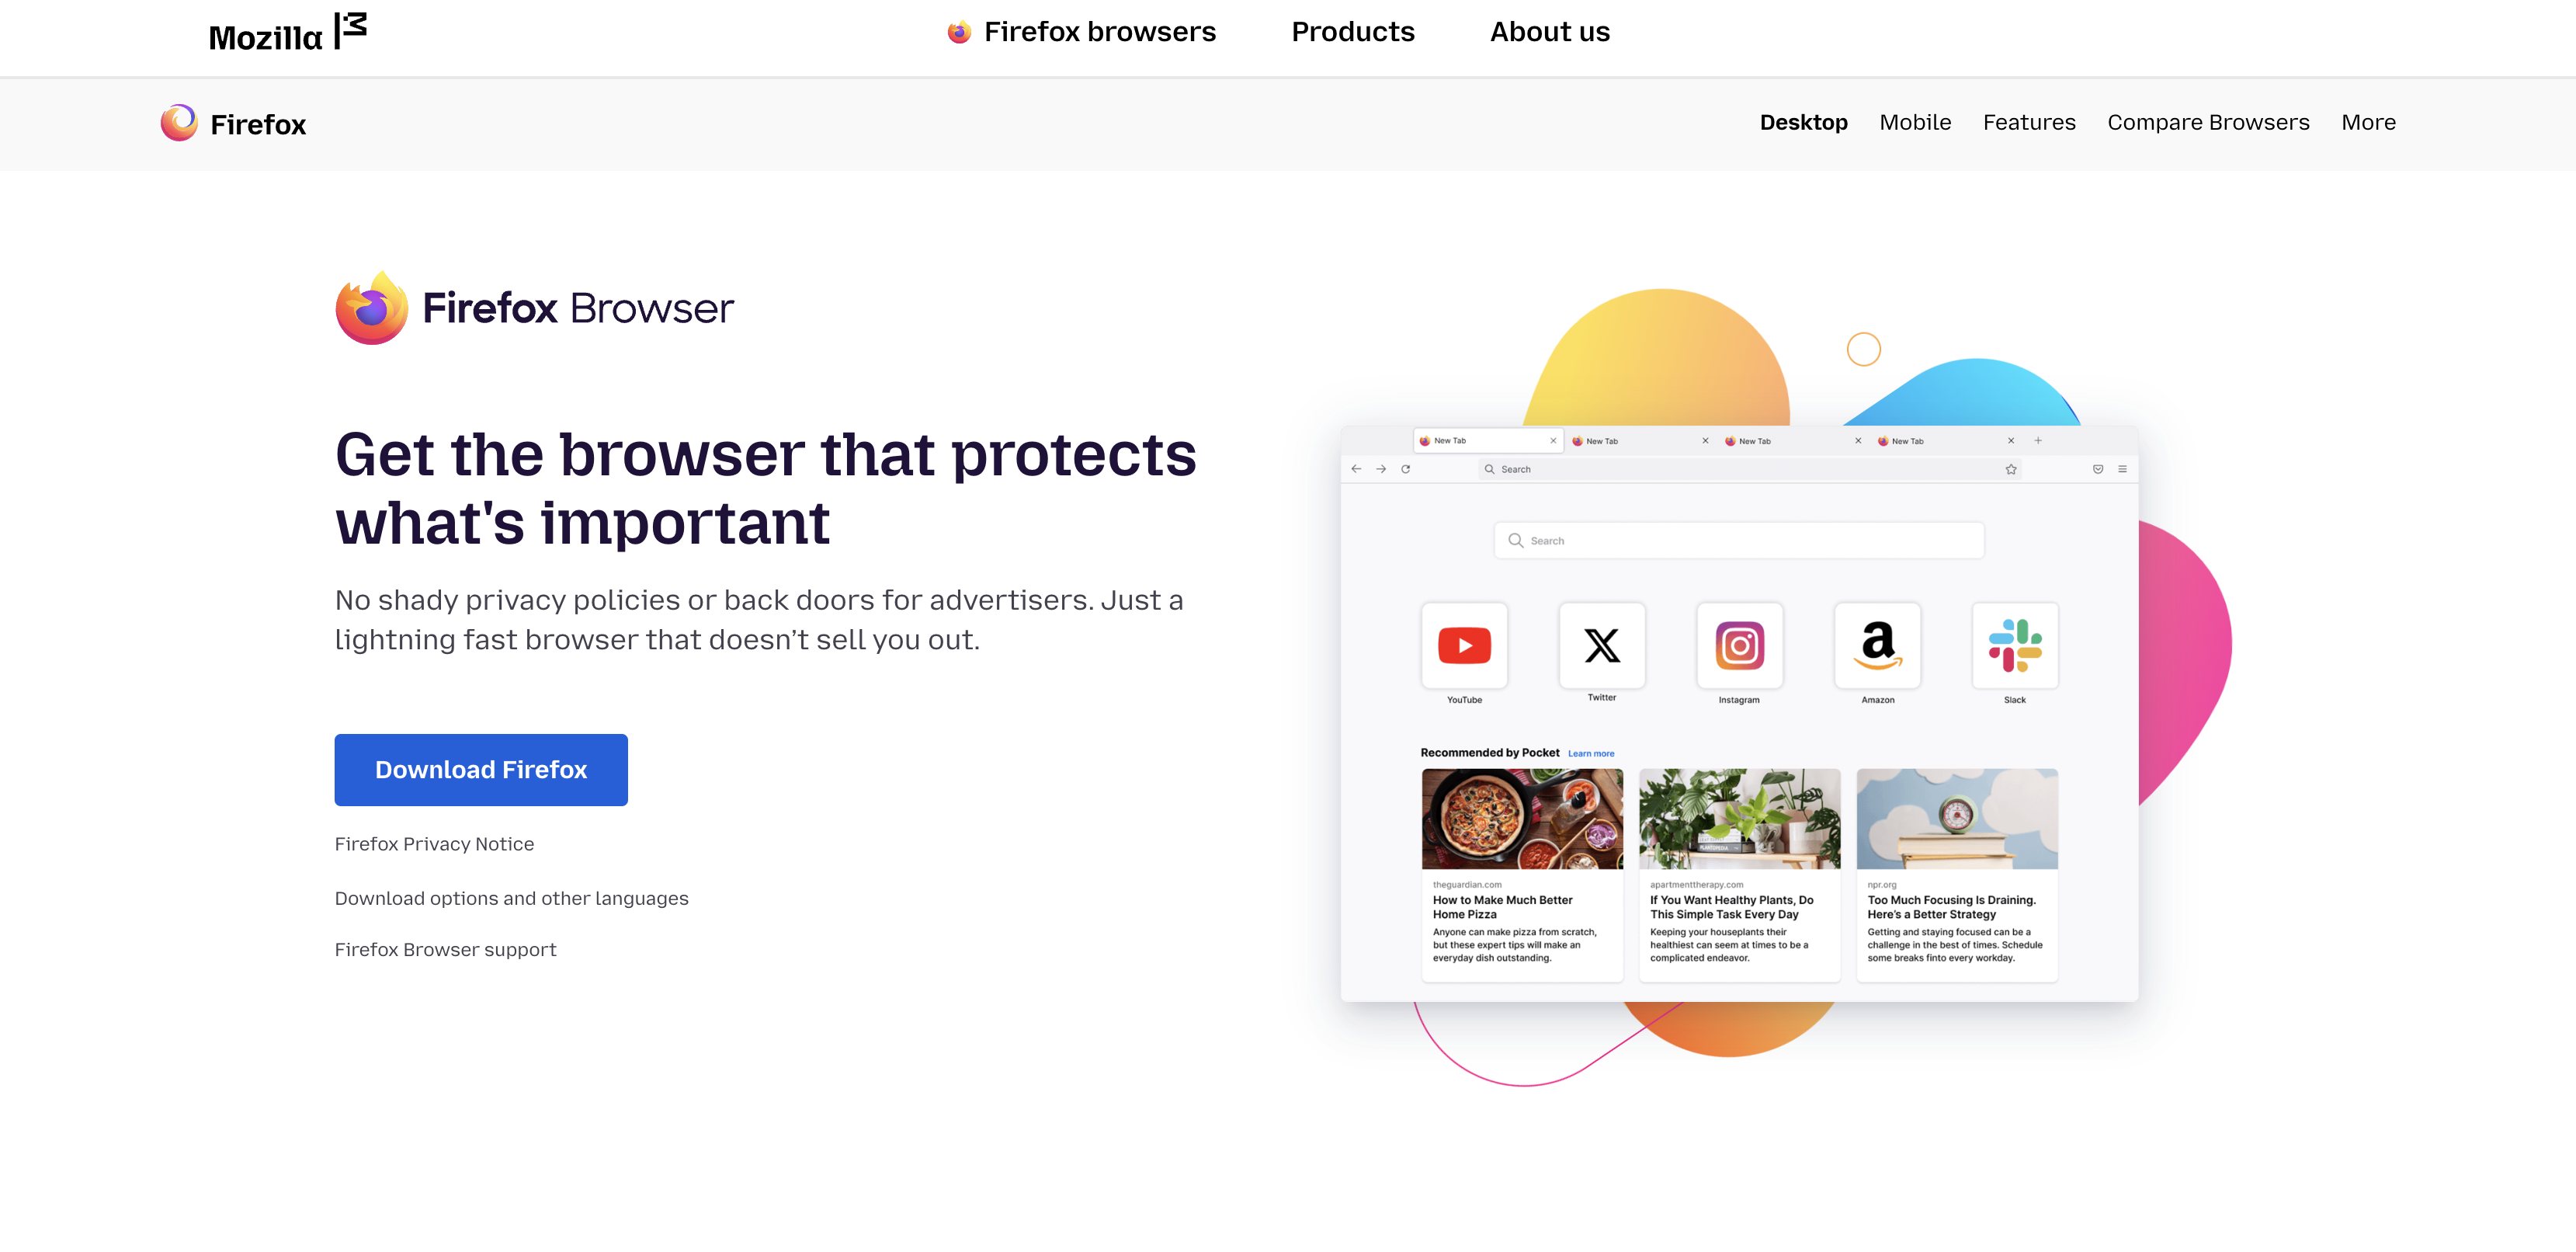 Mozilla
Firefox browsers
Products
About us
Firefox
Desktop
Mobile
Features
Compare Browsers
More
Firefox Browser
Get the browser that protects
what's important
No shady privacy policies or back doors for advertisers. Just a
lightning fast browser that doesn’t sell you out.
Download Firefox
Firefox Privacy Notice
Download options and other languages
Firefox Browser support
New Tab
New Tab
New Tab
New Tab
Search
Search
YouTube
Twitter
Instagram
Amazon
Slack
Recommended by Pocket Learn more
theguardian.com
How to Make Much Better
Home Pizza
Anyone can make pizza from scratch,
but these expert tips will make an
everyday dish outstanding.
apartmenttherapy.com
If You Want Healthy Plants, Do
This Simple Task Every Day
Keeping your houseplants their
healthiest can seem at times to be a
complicated endeavor.
npr.org
Too Much Focusing Is Draining.
Here’s a Better Strategy
Getting and staying focused can be a
challenge in the best of times. Schedule
some breaks finto every workday.